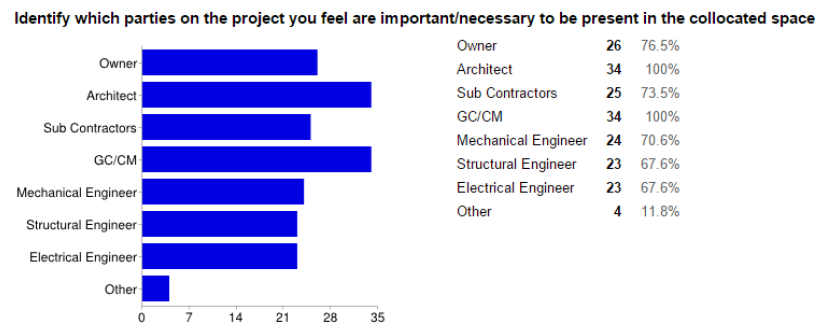 Identify which parties on the project you feel are important/necessary to be present in the collocated space
Owner
Architect
Sub Contractors
GC/CM
Mechanical Engineer
Structural Engineer
Electrical Engineer
Other
0 7 14 21 28 35
Owner 26 76.5%
Architect 34 100%
Sub Contractors 25 73.5%
GC/CM 34 100%
Mechanical Engineer 24 70.6%
Structural Engineer 23 67.6%
Electrical Engineer 23 67.6%
Other 4 11.8%